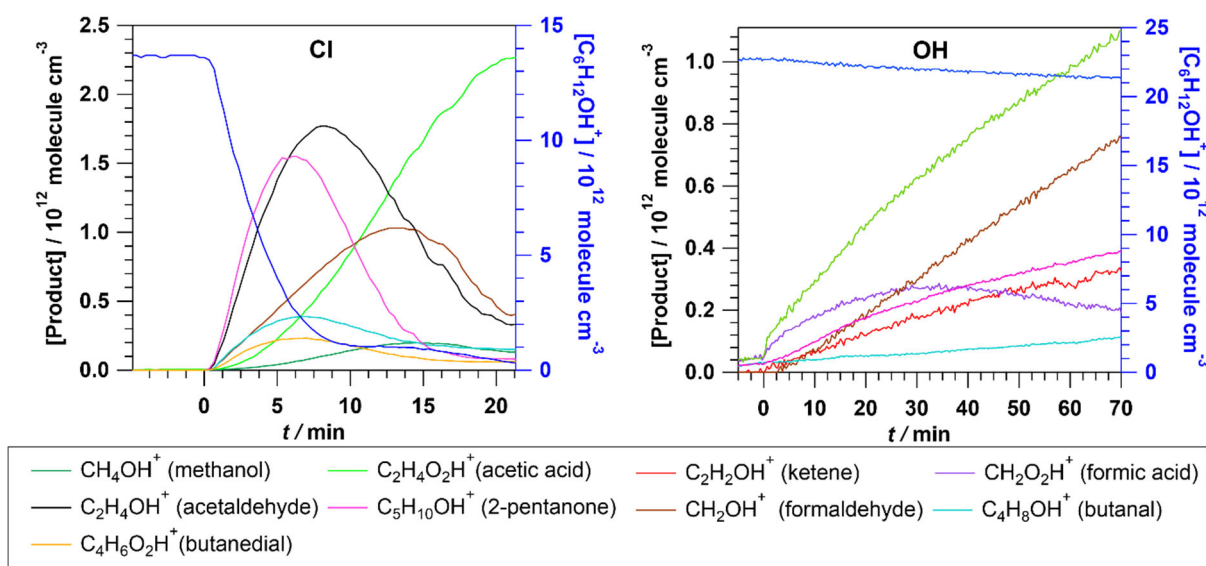 Cl
2.5
2.0
1.5
1.0
0.5
0.0
[Product] / 10¹² molecule cm⁻³
15
10
5
0
[C₆H₁₂OH⁺] / 10¹² molecule cm⁻³
0
5
10
15
20
t / min
OH
1.0
0.8
0.6
0.4
0.2
0.0
[Product] / 10¹² molecule cm⁻³
25
20
15
10
5
0
[C₆H₁₂OH⁺] / 10¹² molecule cm⁻³
0
10
20
30
40
50
60
70
t / min
CH₄OH⁺ (methanol)
C₂H₄O₂H⁺ (acetic acid)
C₂H₂OH⁺ (ketene)
CH₂O₂H⁺ (formic acid)
C₂H₄OH⁺ (acetaldehyde)
C₅H₁₀OH⁺ (2-pentanone)
CH₂OH⁺ (formaldehyde)
C₄H₈OH⁺ (butanal)
C₄H₆O₂H⁺ (butanedial)